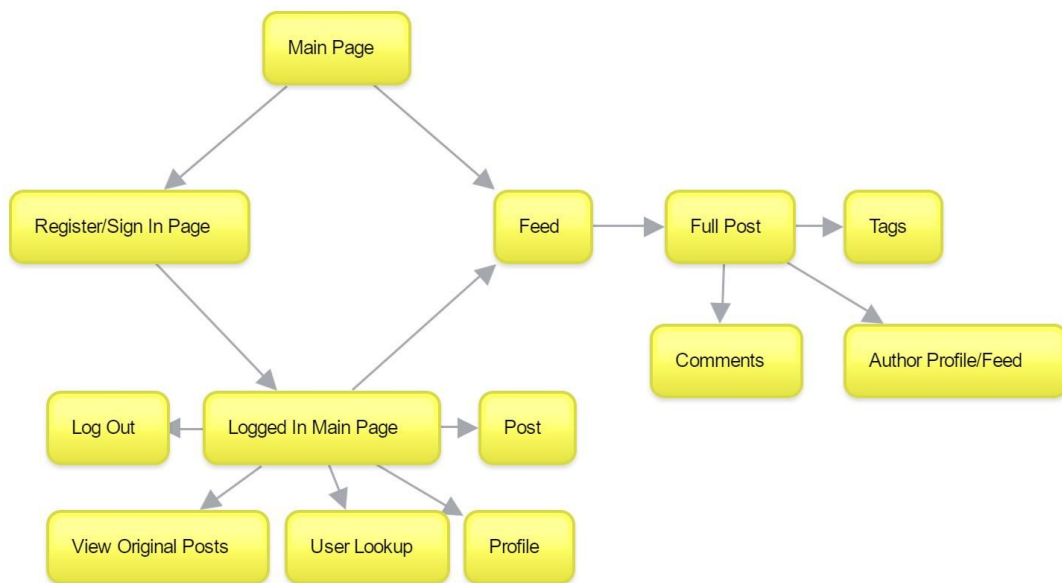 Main Page
Register/Sign In Page
Feed
Full Post
Tags
Comments
Author Profile/Feed
Log Out
Logged In Main Page
Post
View Original Posts
User Lookup
Profile